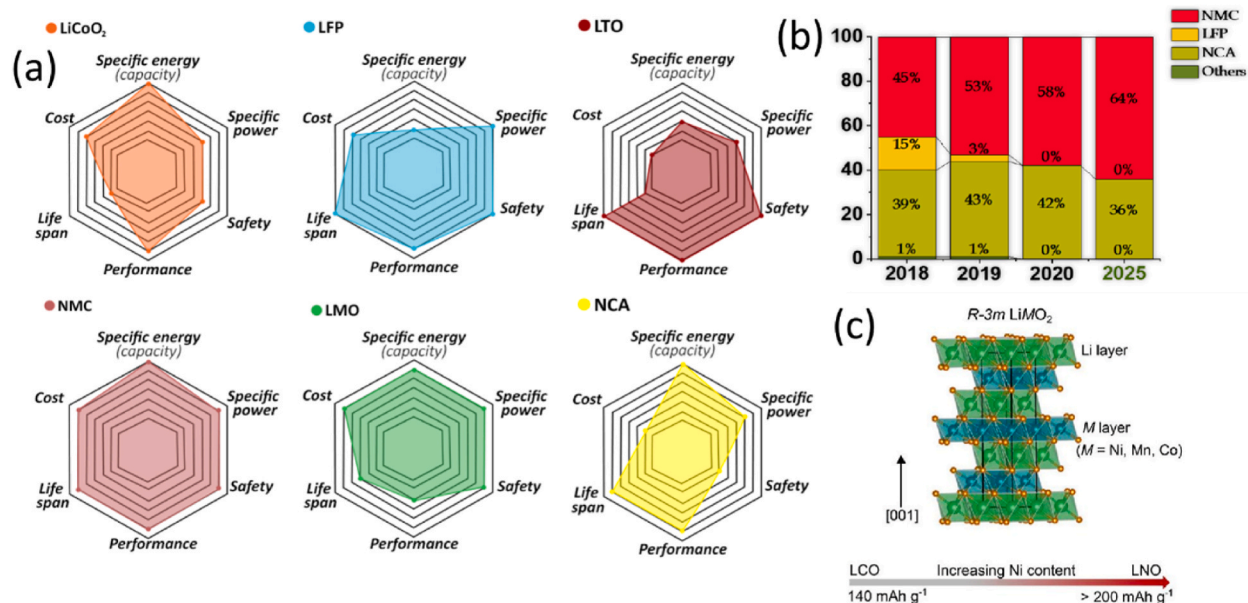 (a)
LiCoO₂
Specific energy
(capacity)
Cost
Specific
power
Life
span
Safety
Performance
LFP
Specific energy
(capacity)
Cost
Specific
power
Life
span
Safety
Performance
LTO
Specific energy
(capacity)
Cost
Specific
power
Life
span
Safety
Performance
NMC
Specific energy
(capacity)
Cost
Specific
power
Life
span
Safety
Performance
LMO
Specific energy
(capacity)
Cost
Specific
power
Life
span
Safety
Performance
NCA
Specific energy
(capacity)
Cost
Specific
power
Life
span
Safety
Performance
(b)
NMC
LFP
NCA
Others
100
80
60
40
20
0
45%
53%
58%
64%
15%
3%
0%
0%
39%
43%
42%
36%
1%
1%
0%
0%
2018
2019
2020
2025
(c)
R-3m LiMO₂
Li layer
M layer
(M = Ni, Mn, Co)
[001]
LCO
Increasing Ni content
LNO
140 mAh g⁻¹
> 200 mAh g⁻¹